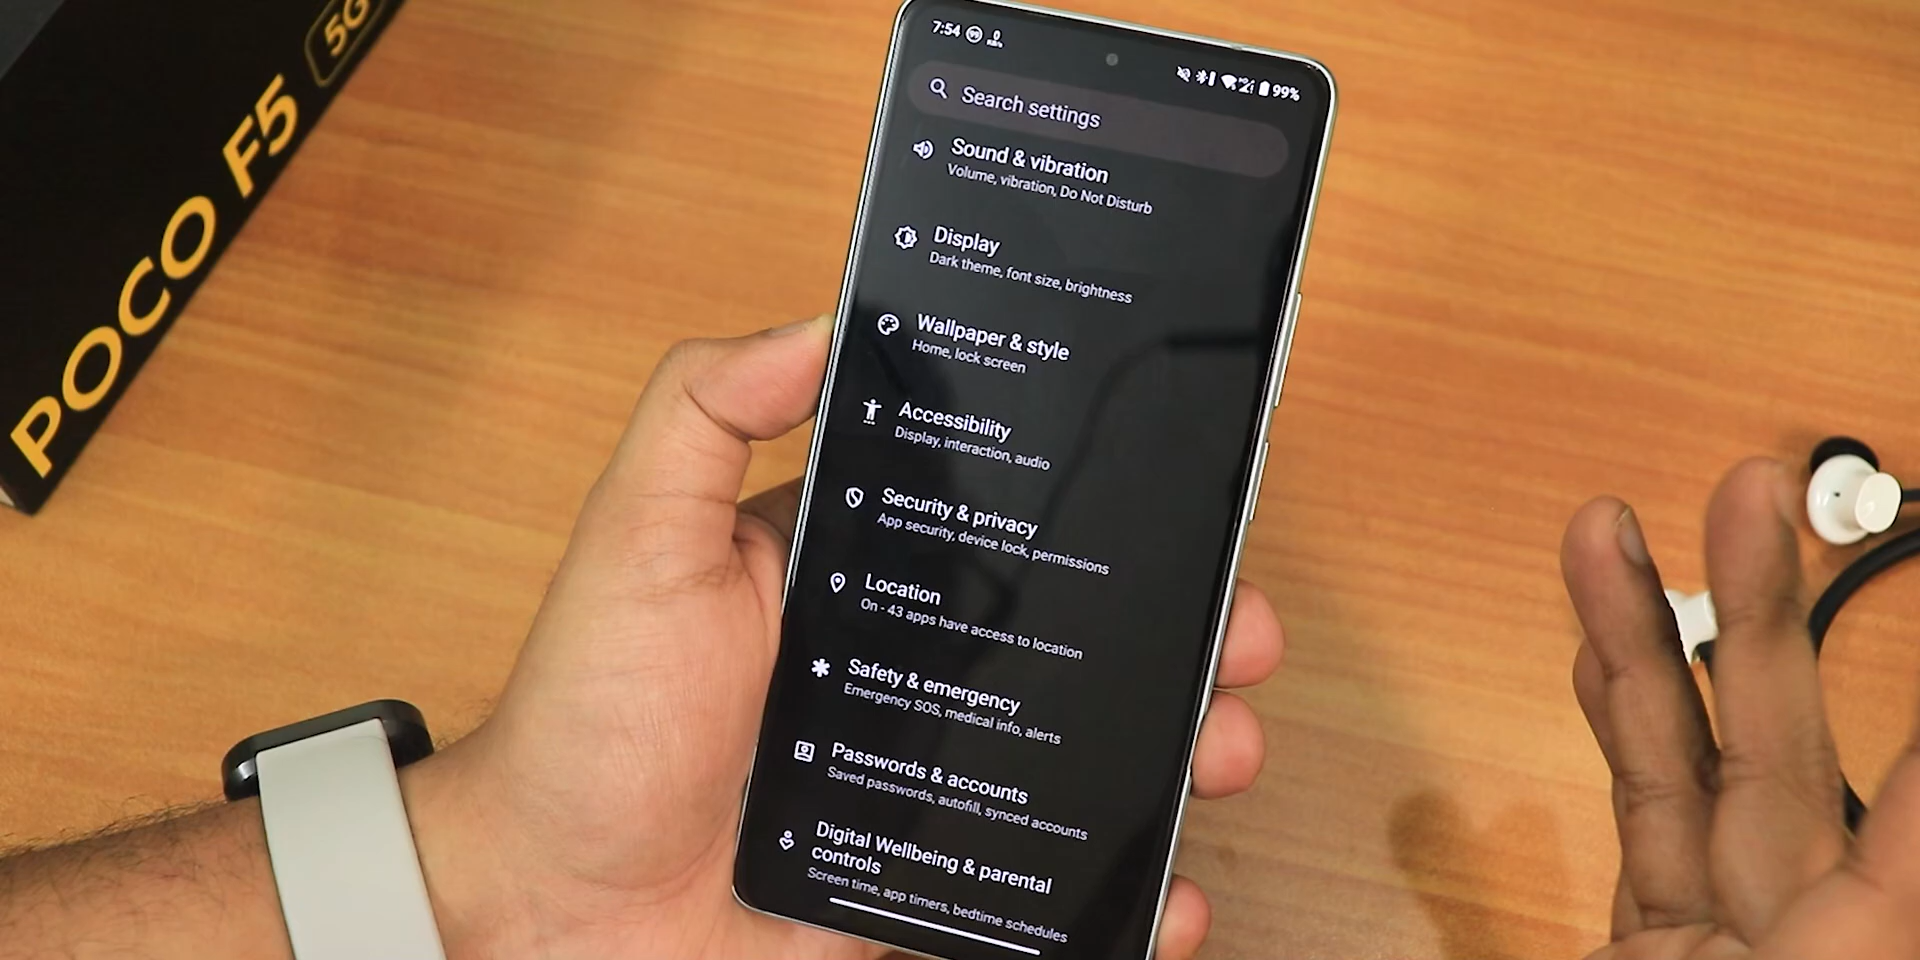 POCO F5 5G
7:54
99%
Search settings
Sound & vibration
Volume, vibration, Do Not Disturb
Display
Dark theme, font size, brightness
Wallpaper & style
Home, lock screen
Accessibility
Display, interaction, audio
Security & privacy
App security, device lock, permissions
Location
On - 43 apps have access to location
Safety & emergency
Emergency SOS, medical info, alerts
Passwords & accounts
Saved passwords, autofill, synced accounts
Digital Wellbeing & parental
controls
Screen time, app timers, bedtime schedules